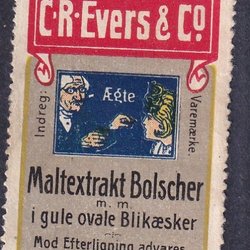 C·R·Evers & Co.
Indreg:
Ægte
Varemærke
Maltextrakt Bolscher
m. m.
i gule ovale Blikæsker
Mod Efterligning advares